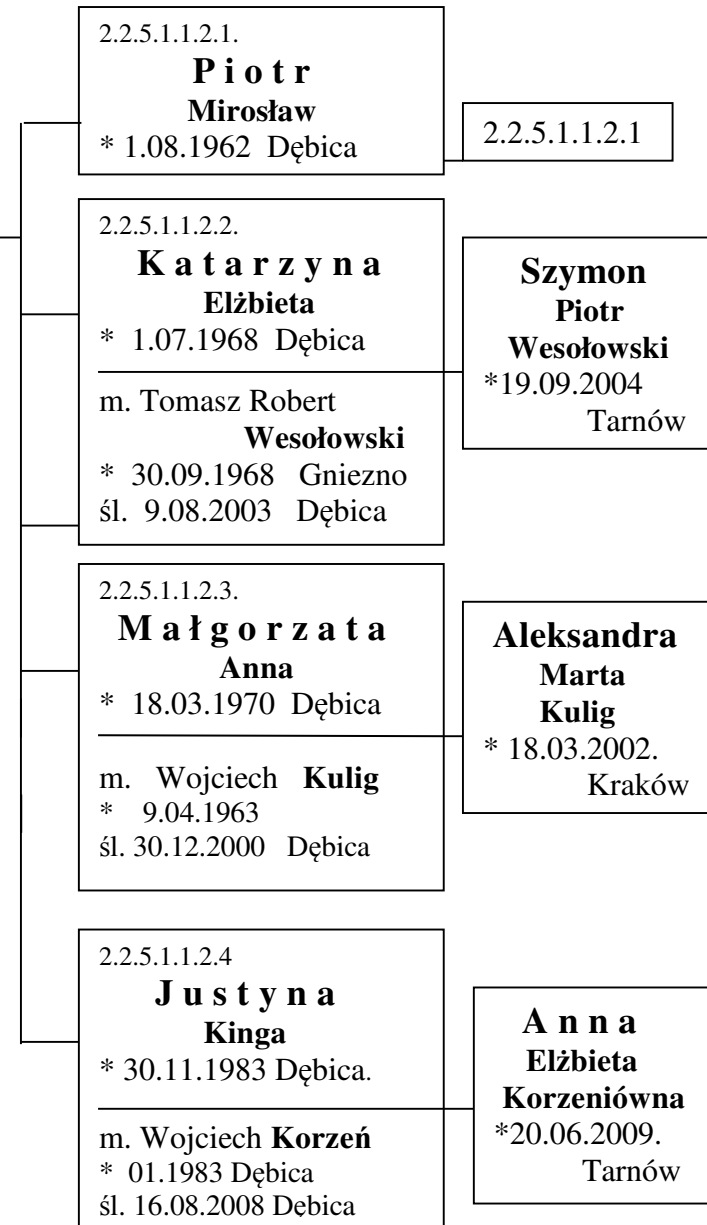 2.2.5.1.1.2.1.
P i o t r
Mirosław
* 1.08.1962 Dębica
2.2.5.1.1.2.1
2.2.5.1.1.2.2.
K a t a r z y n a
Elżbieta
* 1.07.1968 Dębica
m. Tomasz Robert
Wesołowski
* 30.09.1968 Gniezno
śl. 9.08.2003 Dębica
Szymon
Piotr
Wesołowski
*19.09.2004
Tarnów
2.2.5.1.1.2.3.
M a ł g o r z a t a
Anna
* 18.03.1970 Dębica
m. Wojciech Kulig
* 9.04.1963
śl. 30.12.2000 Dębica
Aleksandra
Marta
Kulig
* 18.03.2002.
Kraków
2.2.5.1.1.2.4
J u s t y n a
Kinga
* 30.11.1983 Dębica.
m. Wojciech Korzeń
* 01.1983 Dębica
śl. 16.08.2008 Dębica
A n n a
Elżbieta
Korzeniówna
*20.06.2009.
Tarnów